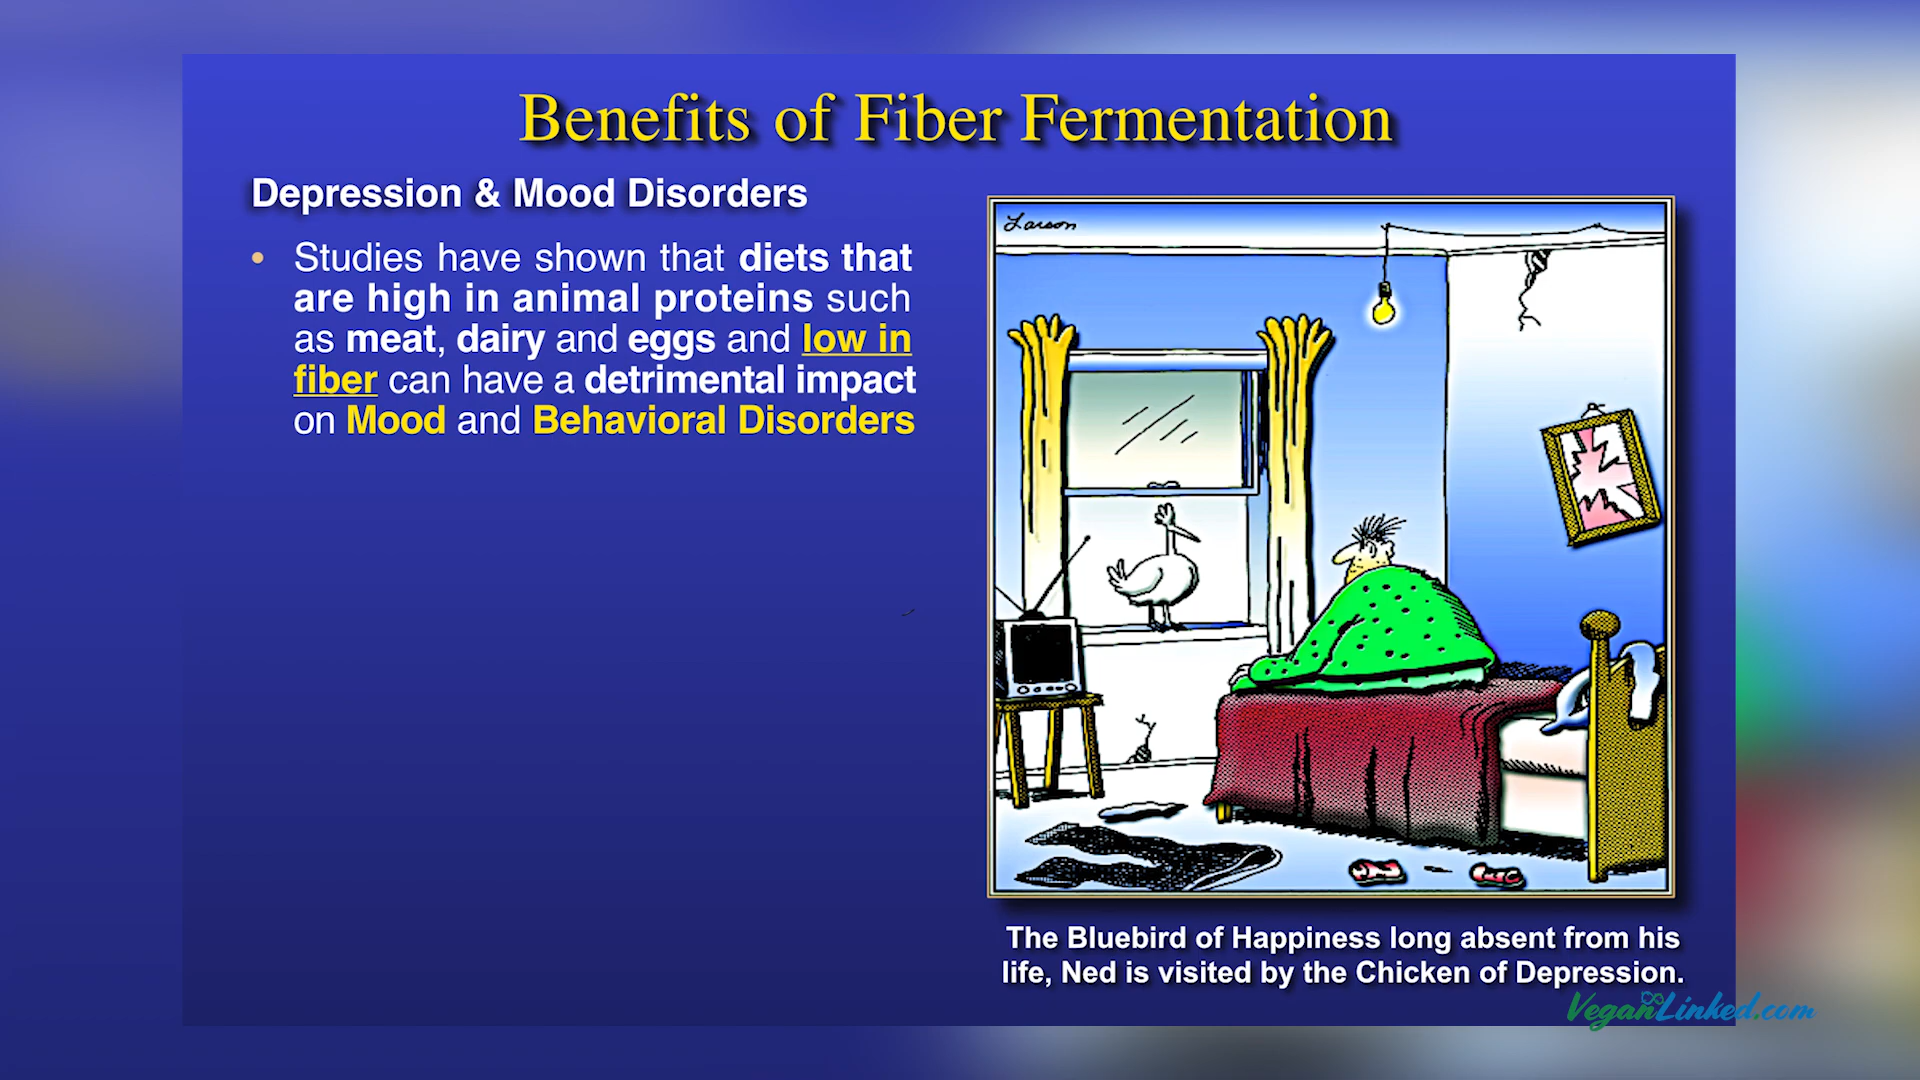 Benefits of Fiber Fermentation
Depression & Mood Disorders
• Studies have shown that diets that
are high in animal proteins such
as meat, dairy and eggs and low in
fiber can have a detrimental impact
on Mood and Behavioral Disorders
Larson
The Bluebird of Happiness long absent from his
life, Ned is visited by the Chicken of Depression.
VeganLinked.com